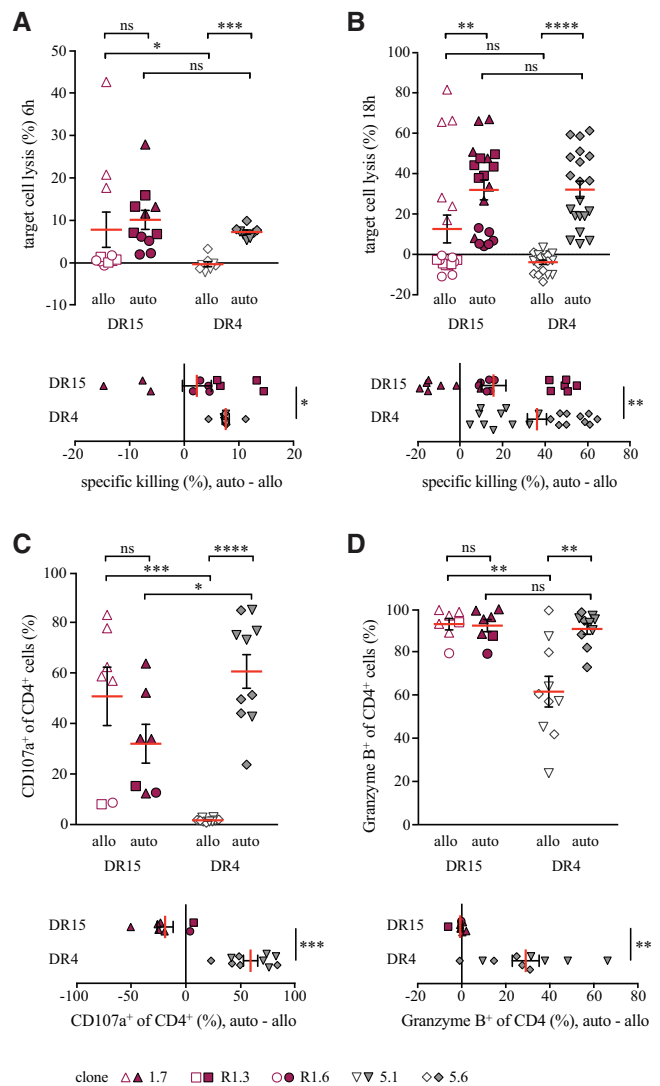 A
ns
***
*
ns
target cell lysis (%) 6h
50
40
30
20
10
0
-10
allo auto allo auto
DR15 DR4
DR15
DR4
*
-20 -10 0 10 20
specific killing (%), auto - allo
B
** ****
ns
ns
target cell lysis (%) 18h
100
80
60
40
20
0
-20
allo auto allo auto
DR15 DR4
DR15
DR4
**
-20 0 20 40 60 80
specific killing (%), auto - allo
C
ns ****
***
*
CD107a⁺ of CD4⁺ cells (%)
100
80
60
40
20
0
allo auto allo auto
DR15 DR4
DR15
DR4
***
-100 -50 0 50 100
CD107a⁺ of CD4⁺ (%), auto - allo
D
ns **
**
ns
Granzyme B⁺ of CD4⁺ cells (%)
100
80
60
40
20
0
allo auto allo auto
DR15 DR4
DR15
DR4
**
-20 0 20 40 60 80
Granzyme B⁺ of CD4 (%), auto - allo
clone 1.7 R1.3 R1.6 5.1 5.6